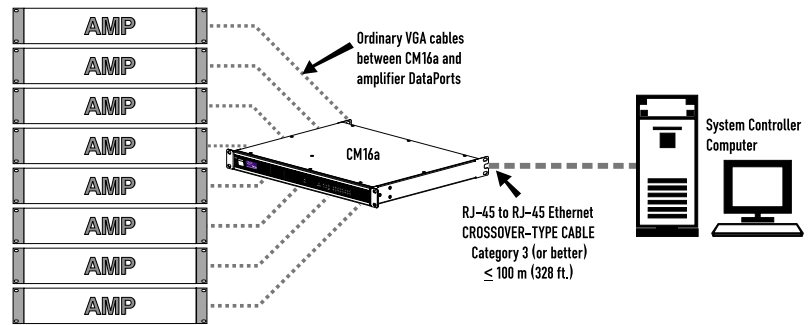 AMP
AMP
AMP
AMP
AMP
AMP
AMP
AMP
Ordinary VGA cables
between CM16a and
amplifier DataPorts
CM16a
RJ-45 to RJ-45 Ethernet
CROSSOVER-TYPE CABLE
Category 3 (or better)
≤ 100 m (328 ft.)
System Controller
Computer